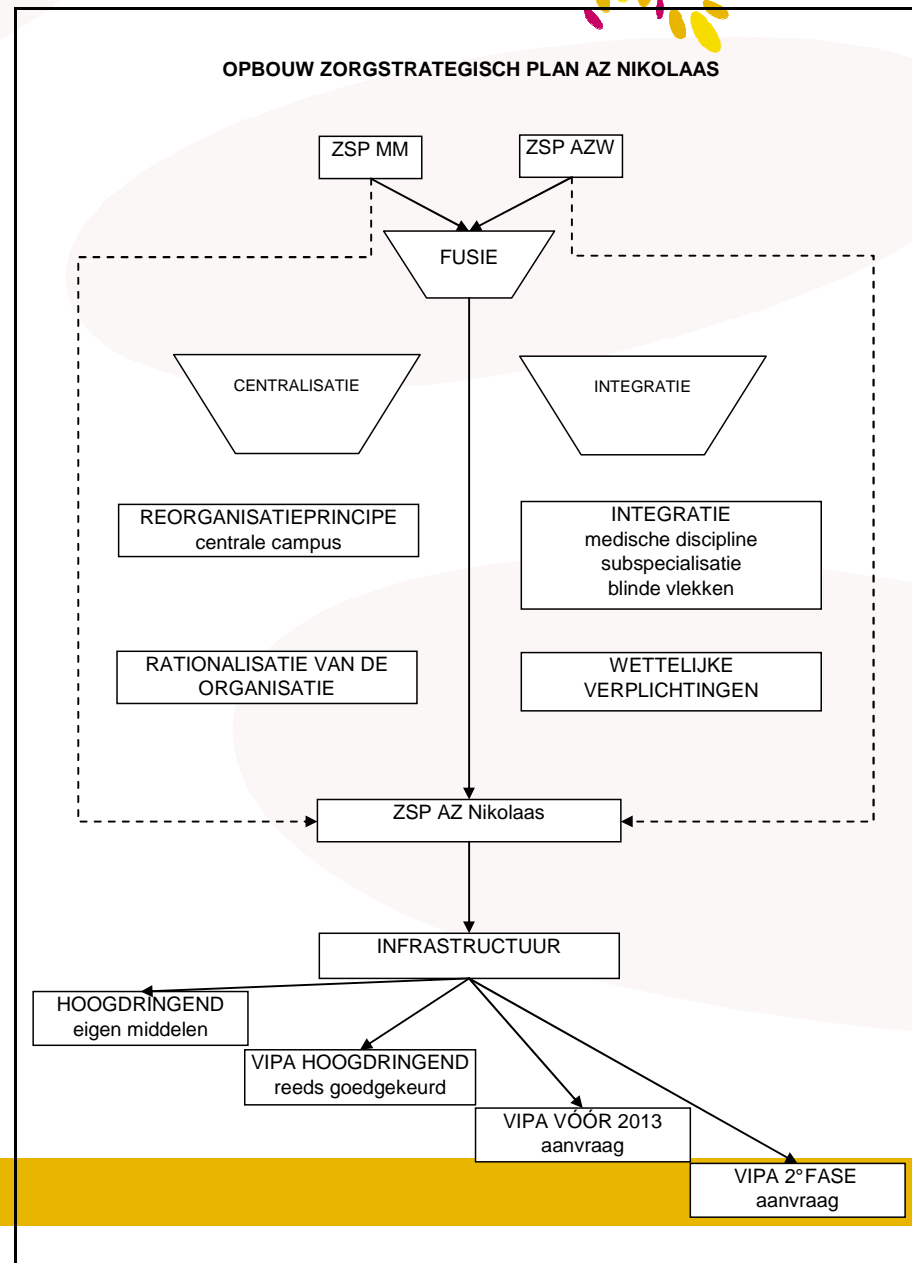 OPBOUW ZORGSTRATEGISCH PLAN AZ NIKOLAAS
ZSP MM
ZSP AZW
FUSIE
CENTRALISATIE
INTEGRATIE
REORGANISATIEPRINCIPE
centrale campus
INTEGRATIE
medische discipline
subspecialisatie
blinde vlekken
RATIONALISATIE VAN DE
ORGANISATIE
WETTELIJKE
VERPLICHTINGEN
ZSP AZ Nikolaas
INFRASTRUCTUUR
HOOGDRINGEND
eigen middelen
VIPA HOOGDRINGEND
reeds goedgekeurd
VIPA VÓÓR 2013
aanvraag
VIPA 2°FASE
aanvraag